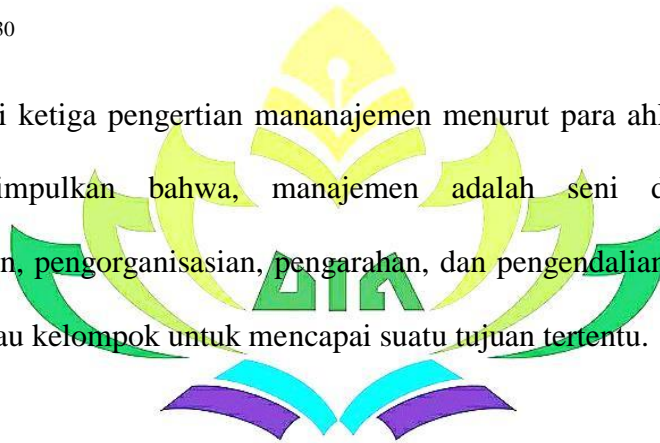 30
i ketiga pengertian mananajemen menurut para ahl
impulkan bahwa, manajemen adalah seni d
n, pengorganisasian, pengarahan, dan pengendalian
au kelompok untuk mencapai suatu tujuan tertentu.